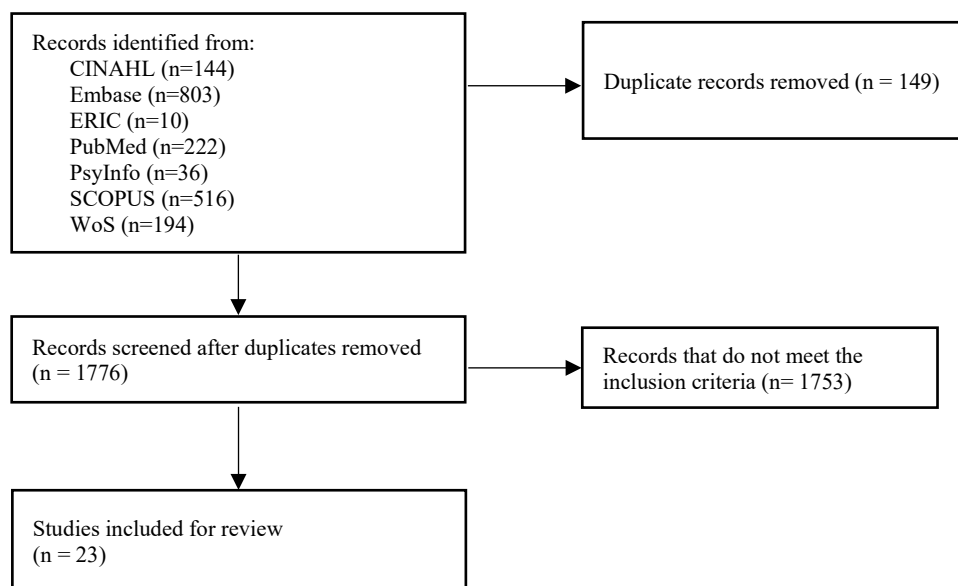 Records identified from:
CINAHL (n=144)
Embase (n=803)
ERIC (n=10)
PubMed (n=222)
PsyInfo (n=36)
SCOPUS (n=516)
WoS (n=194)
Duplicate records removed (n = 149)
Records screened after duplicates removed
(n = 1776)
Records that do not meet the
inclusion criteria (n= 1753)
Studies included for review
(n = 23)